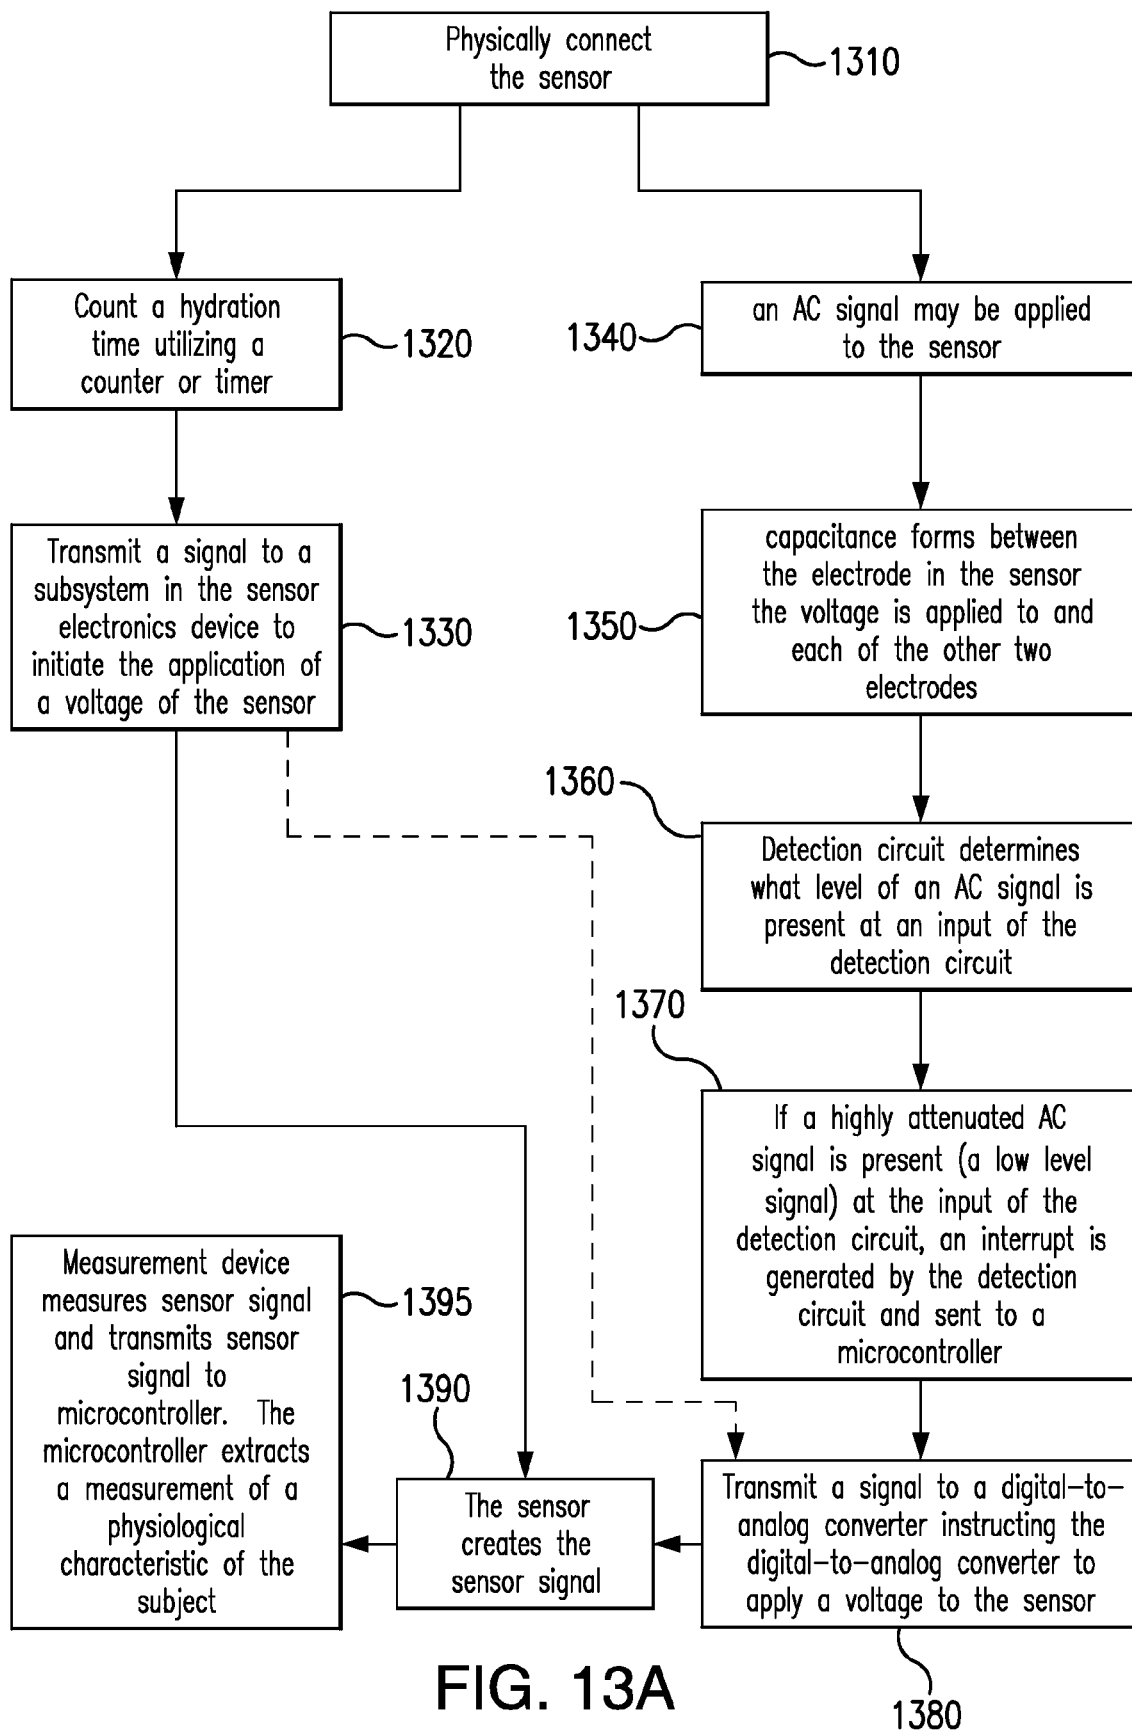 Physically connect
the sensor
1310
Count a hydration
time utilizing a
counter or timer
1320
1340
an AC signal may be applied
to the sensor
Transmit a signal to a
subsystem in the sensor
electronics device to
initiate the application of
a voltage of the sensor
1330
1350
capacitance forms between
the electrode in the sensor
the voltage is applied to and
each of the other two
electrodes
1360
Detection circuit determines
what level of an AC signal is
present at an input of the
detection circuit
1370
If a highly attenuated AC
signal is present (a low level
signal) at the input of the
detection circuit, an interrupt is
generated by the detection
circuit and sent to a
microcontroller
Measurement device
measures sensor signal
and transmits sensor
signal to
microcontroller. The
microcontroller extracts
a measurement of a
physiological
characteristic of the
subject
1395
1390
The sensor
creates the
sensor signal
Transmit a signal to a digital-to-
analog converter instructing the
digital-to-analog converter to
apply a voltage to the sensor
1380
FIG. 13A